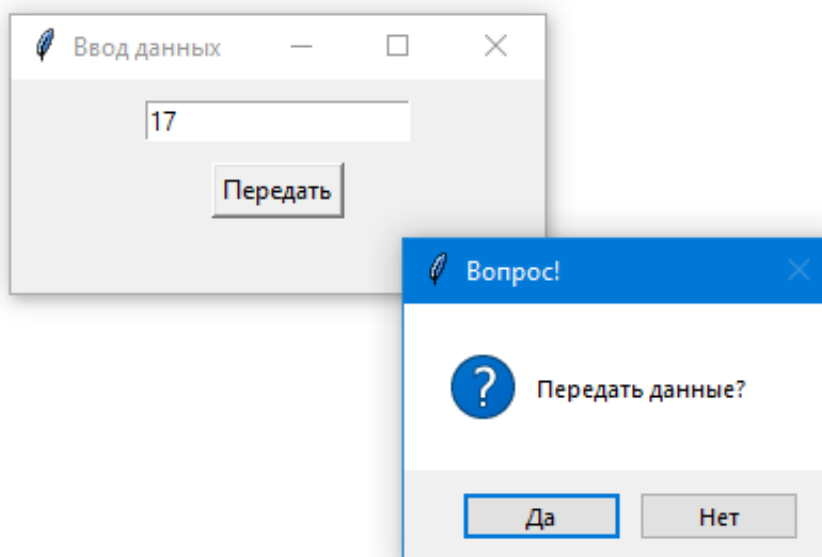 Ввод данных
17
Передать
Вопрос!
?
Передать данные?
Да
Нет